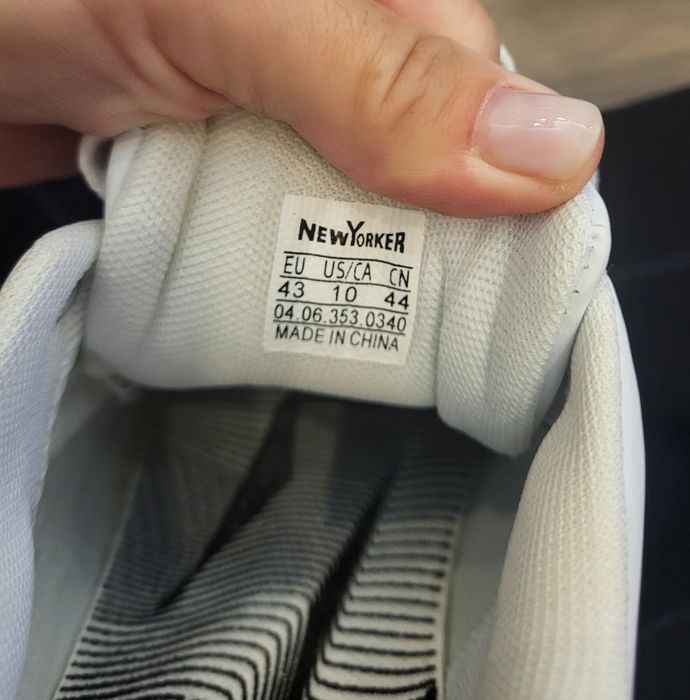 NEWYORKER
EU US/CA CN
43 10 44
04.06.353.0340
MADE IN CHINA